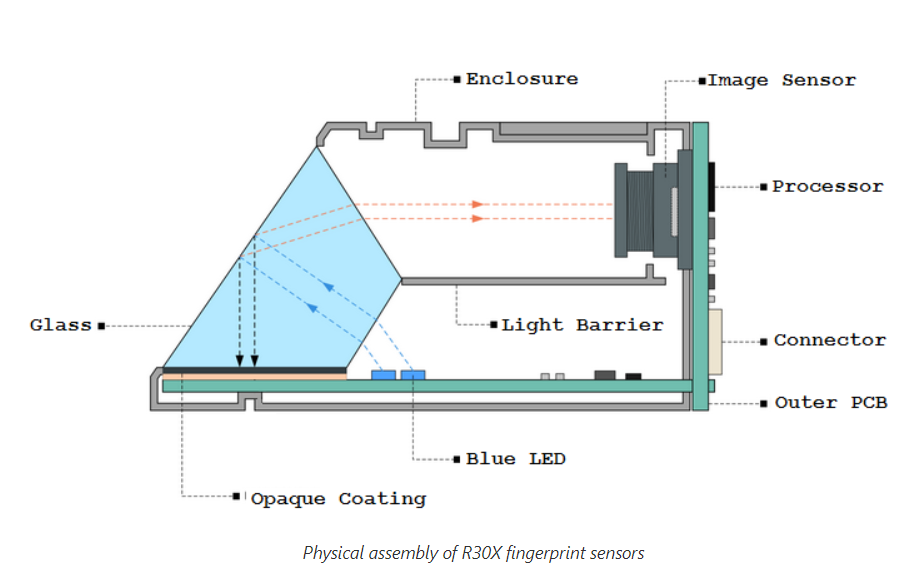 Enclosure
Image Sensor
Processor
Glass
Light Barrier
Connector
Outer PCB
Blue LED
Opaque Coating
Physical assembly of R30X fingerprint sensors